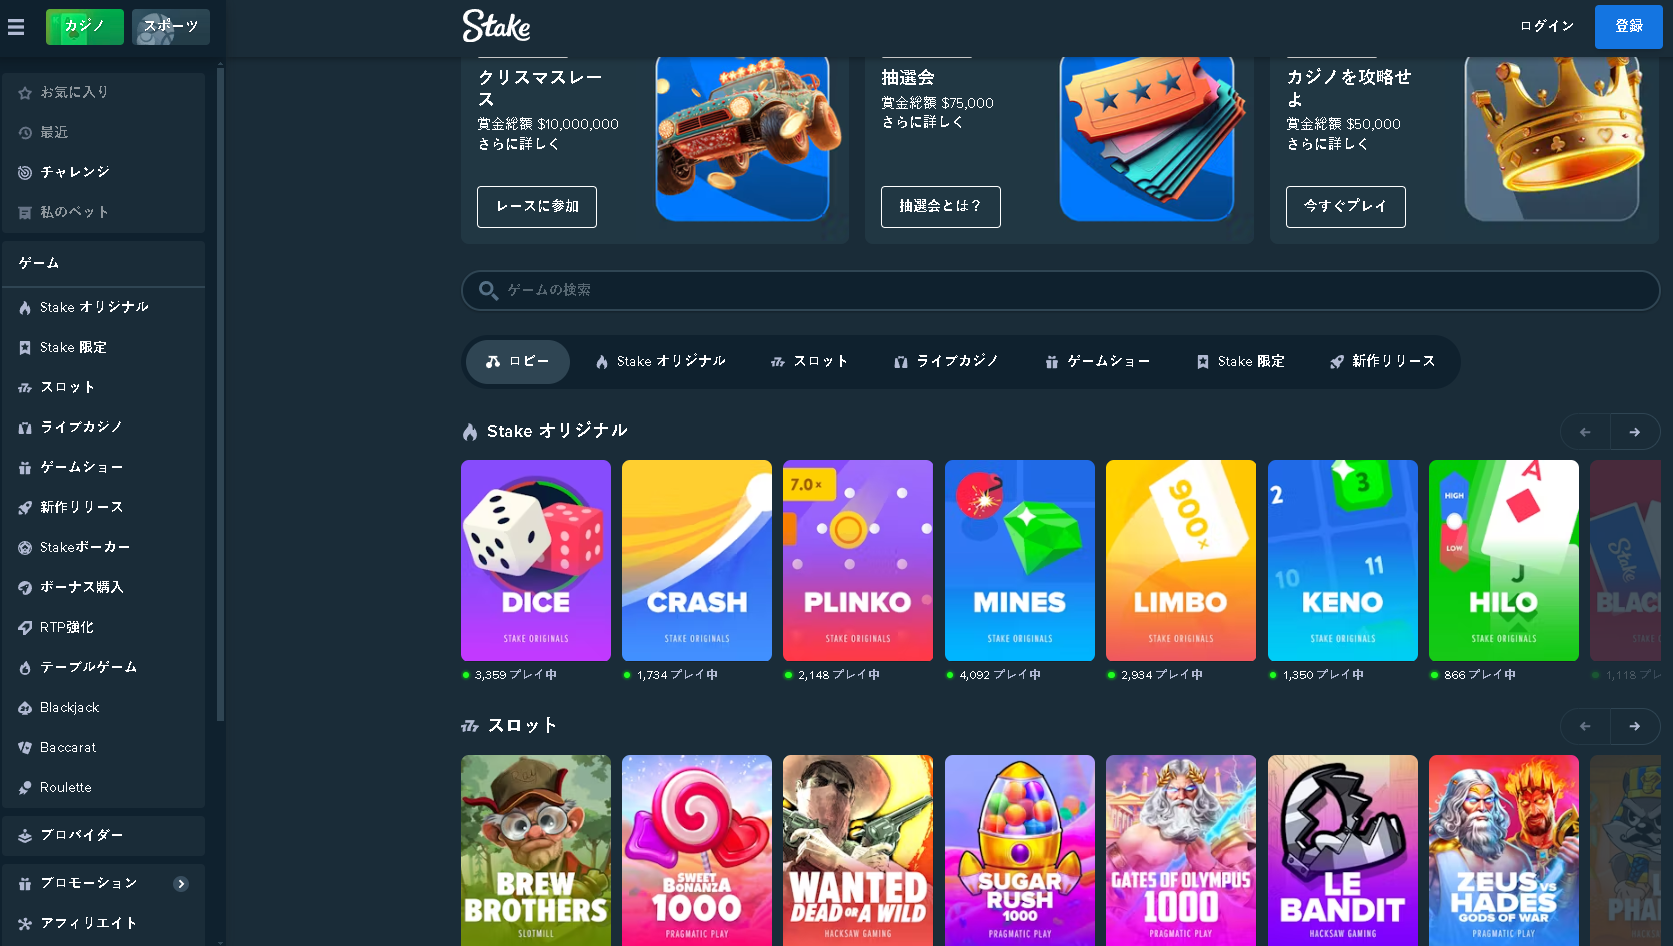 カジノ
スポーツ
Stake
ログイン
登録
お気に入り
最近
チャレンジ
私のベット
ゲーム
Stake オリジナル
Stake 限定
スロット
ライブカジノ
ゲームショー
新作リリース
Stakeポーカー
ボーナス購入
RTP強化
テーブルゲーム
Blackjack
Baccarat
Roulette
プロバイダー
プロモーション
アフィリエイト
クリスマスレー
ス
賞金総額 $10,000,000
さらに詳しく
レースに参加
抽選会
賞金総額 $75,000
さらに詳しく
抽選会とは？
カジノを攻略せ
よ
賞金総額 $50,000
さらに詳しく
今すぐプレイ
ゲームの検索
ロビー
Stake オリジナル
スロット
ライブカジノ
ゲームショー
Stake 限定
新作リリース
Stake オリジナル
DICE
STAKE ORIGINALS
3,359 プレイ中
CRASH
STAKE ORIGINALS
1,734 プレイ中
7.0×
PLINKO
STAKE ORIGINALS
2,148 プレイ中
MINES
STAKE ORIGINALS
4,092 プレイ中
900×
LIMBO
STAKE ORIGINALS
2,934 プレイ中
2
3
10
11
KENO
STAKE ORIGINALS
1,350 プレイ中
HIGH
LOW
A
J
HILO
STAKE ORIGINALS
866 プレイ中
Stake
BLAC
STAKE
1,118 プレ
スロット
BREW
BROTHERS
SLOTMILL
SWEET
BONANZA
1000
PRAGMATIC PLAY
WANTED
DEAD OR A WILD
HACKSAW GAMING
SUGAR
RUSH
1000
PRAGMATIC PLAY
GATES OF OLYMPUS
1000
PRAGMATIC PLAY
LE
BANDIT
HACKSAW GAMING
ZEUS VS
HADES
GODS OF WAR
PRAGMATIC PLAY
PHA